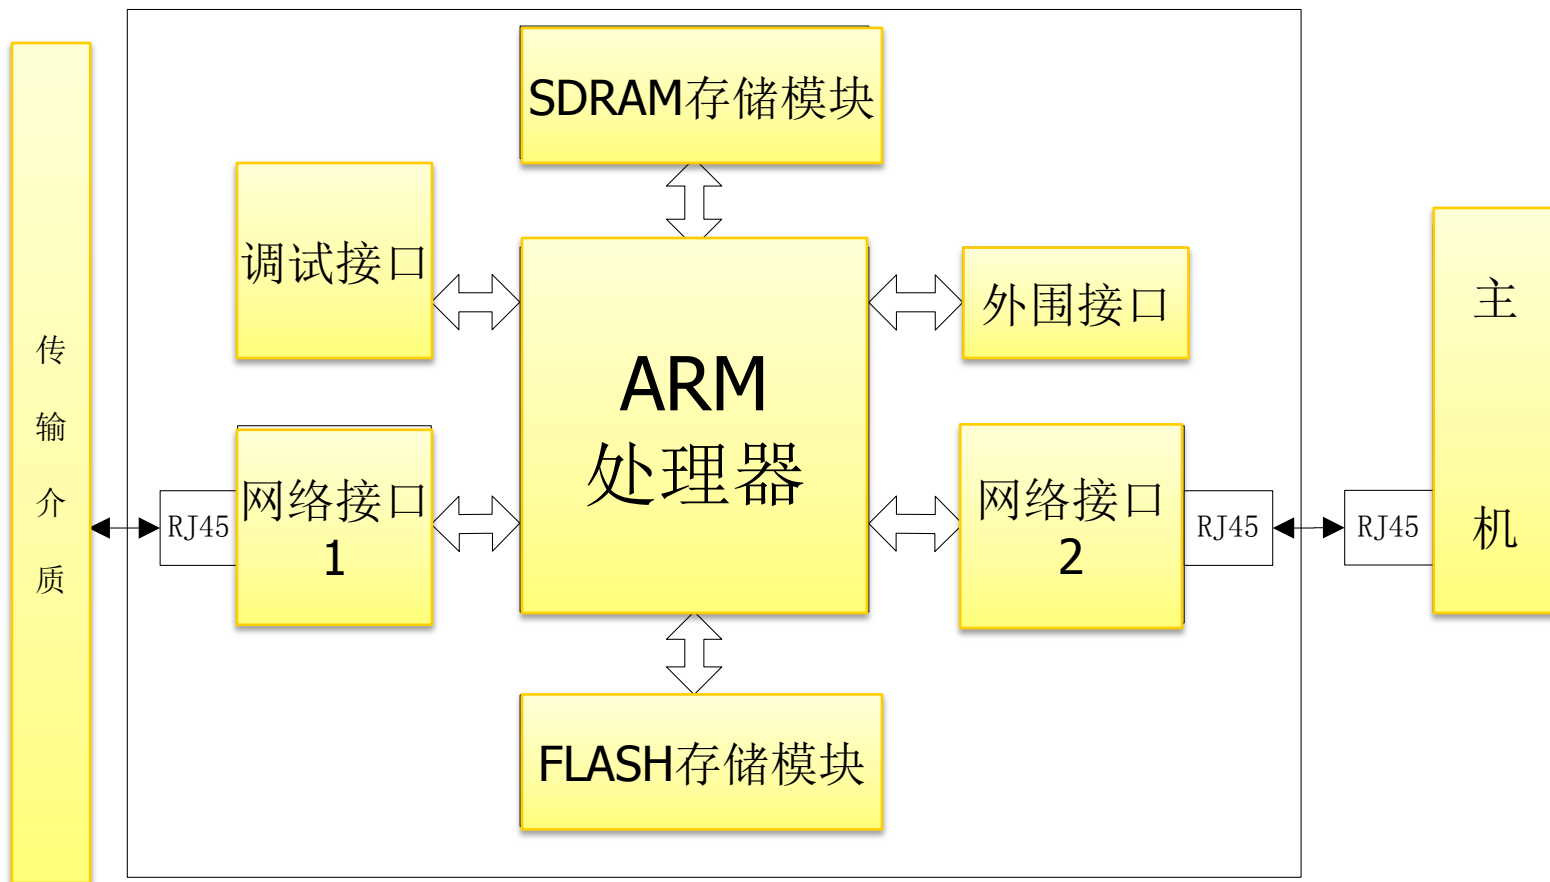 SDRAM存储模块
调试接口
外围接口
ARM
处理器
传
输
介
质
RJ45
网络接口
1
网络接口
2
RJ45
RJ45
主
机
FLASH存储模块